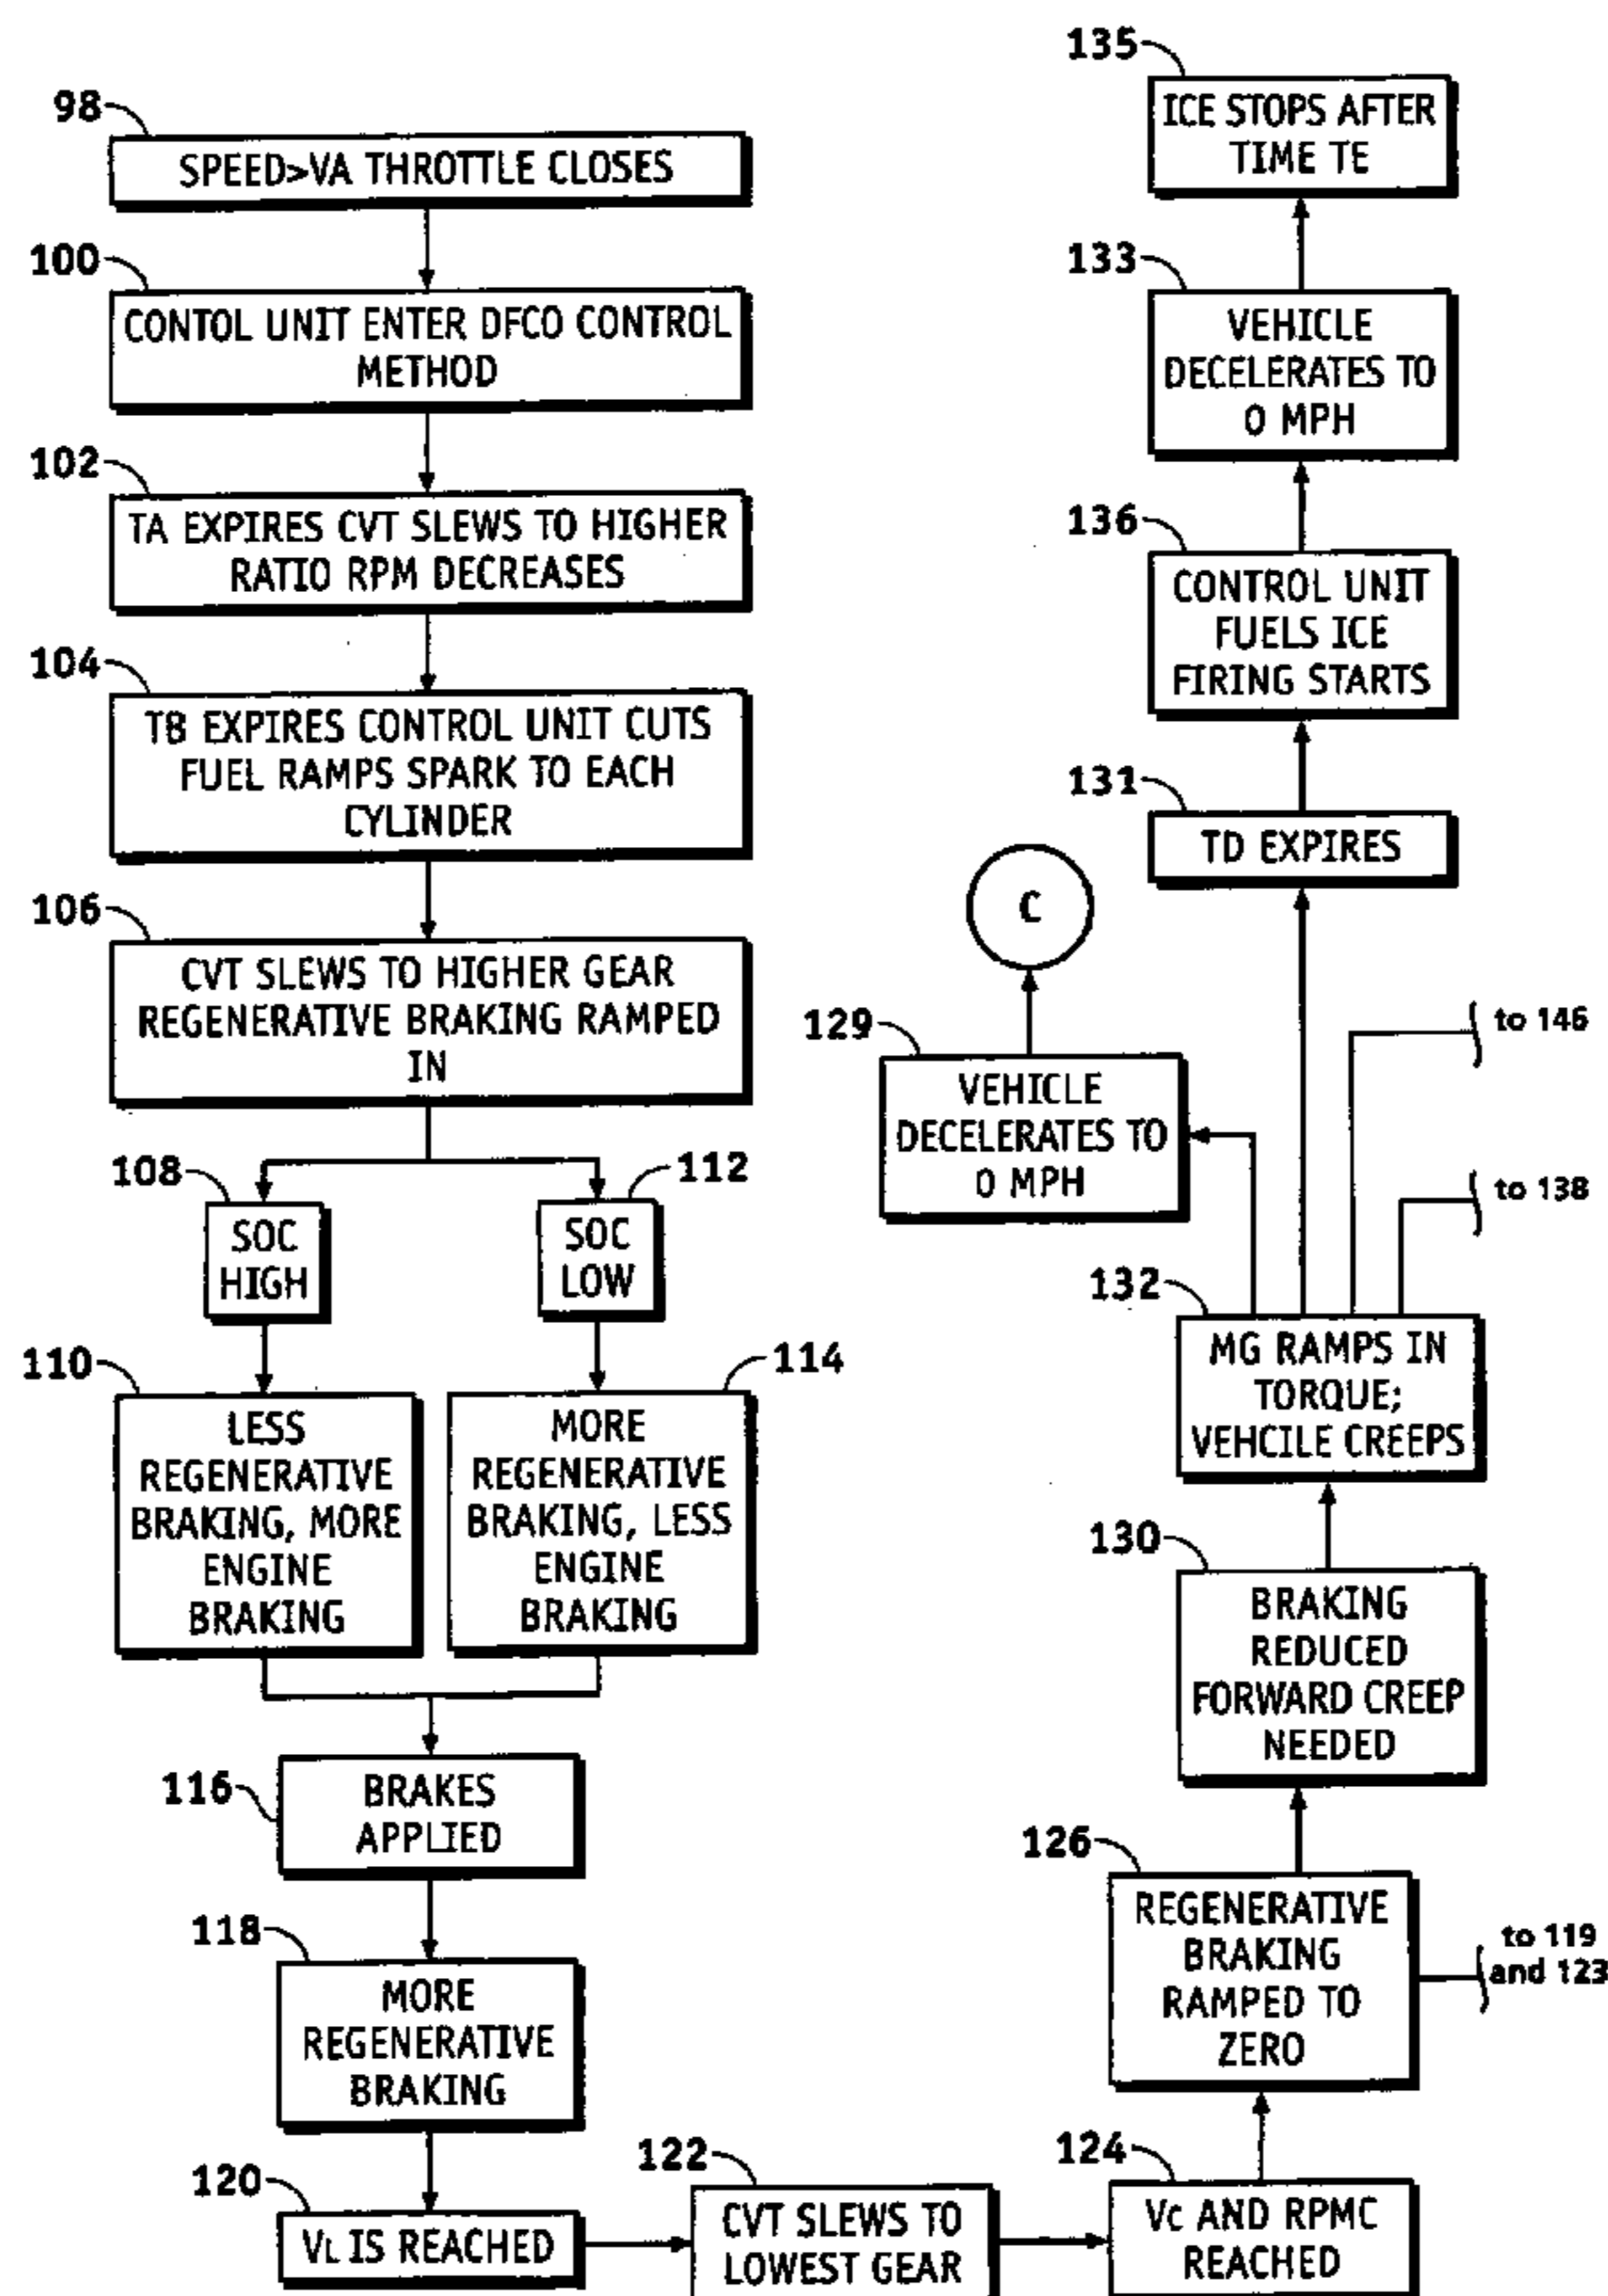 98
SPEED>VA THROTTLE CLOSES
100
CONTOL UNIT ENTER DFCO CONTROL
METHOD
102
TA EXPIRES CVT SLEWS TO HIGHER
RATIO RPM DECREASES
104
TB EXPIRES CONTROL UNIT CUTS
FUEL RAMPS SPARK TO EACH
CYLINDER
106
CVT SLEWS TO HIGHER GEAR
REGENERATIVE BRAKING RAMPED
IN
108
SOC
HIGH
112
SOC
LOW
110
LESS
REGENERATIVE
BRAKING, MORE
ENGINE
BRAKING
114
MORE
REGENERATIVE
BRAKING, LESS
ENGINE
BRAKING
116
BRAKES
APPLIED
118
MORE
REGENERATIVE
BRAKING
120
VL IS REACHED
122
CVT SLEWS TO
LOWEST GEAR
124
VC AND RPMC
REACHED
126
REGENERATIVE
BRAKING
RAMPED TO
ZERO
to 119
and 123
130
BRAKING
REDUCED
FORWARD CREEP
NEEDED
132
MG RAMPS IN
TORQUE;
VEHCILE CREEPS
to 138
to 146
129
VEHICLE
DECELERATES TO
0 MPH
C
131
TD EXPIRES
136
CONTROL UNIT
FUELS ICE
FIRING STARTS
133
VEHICLE
DECELERATES TO
0 MPH
135
ICE STOPS AFTER
TIME TE